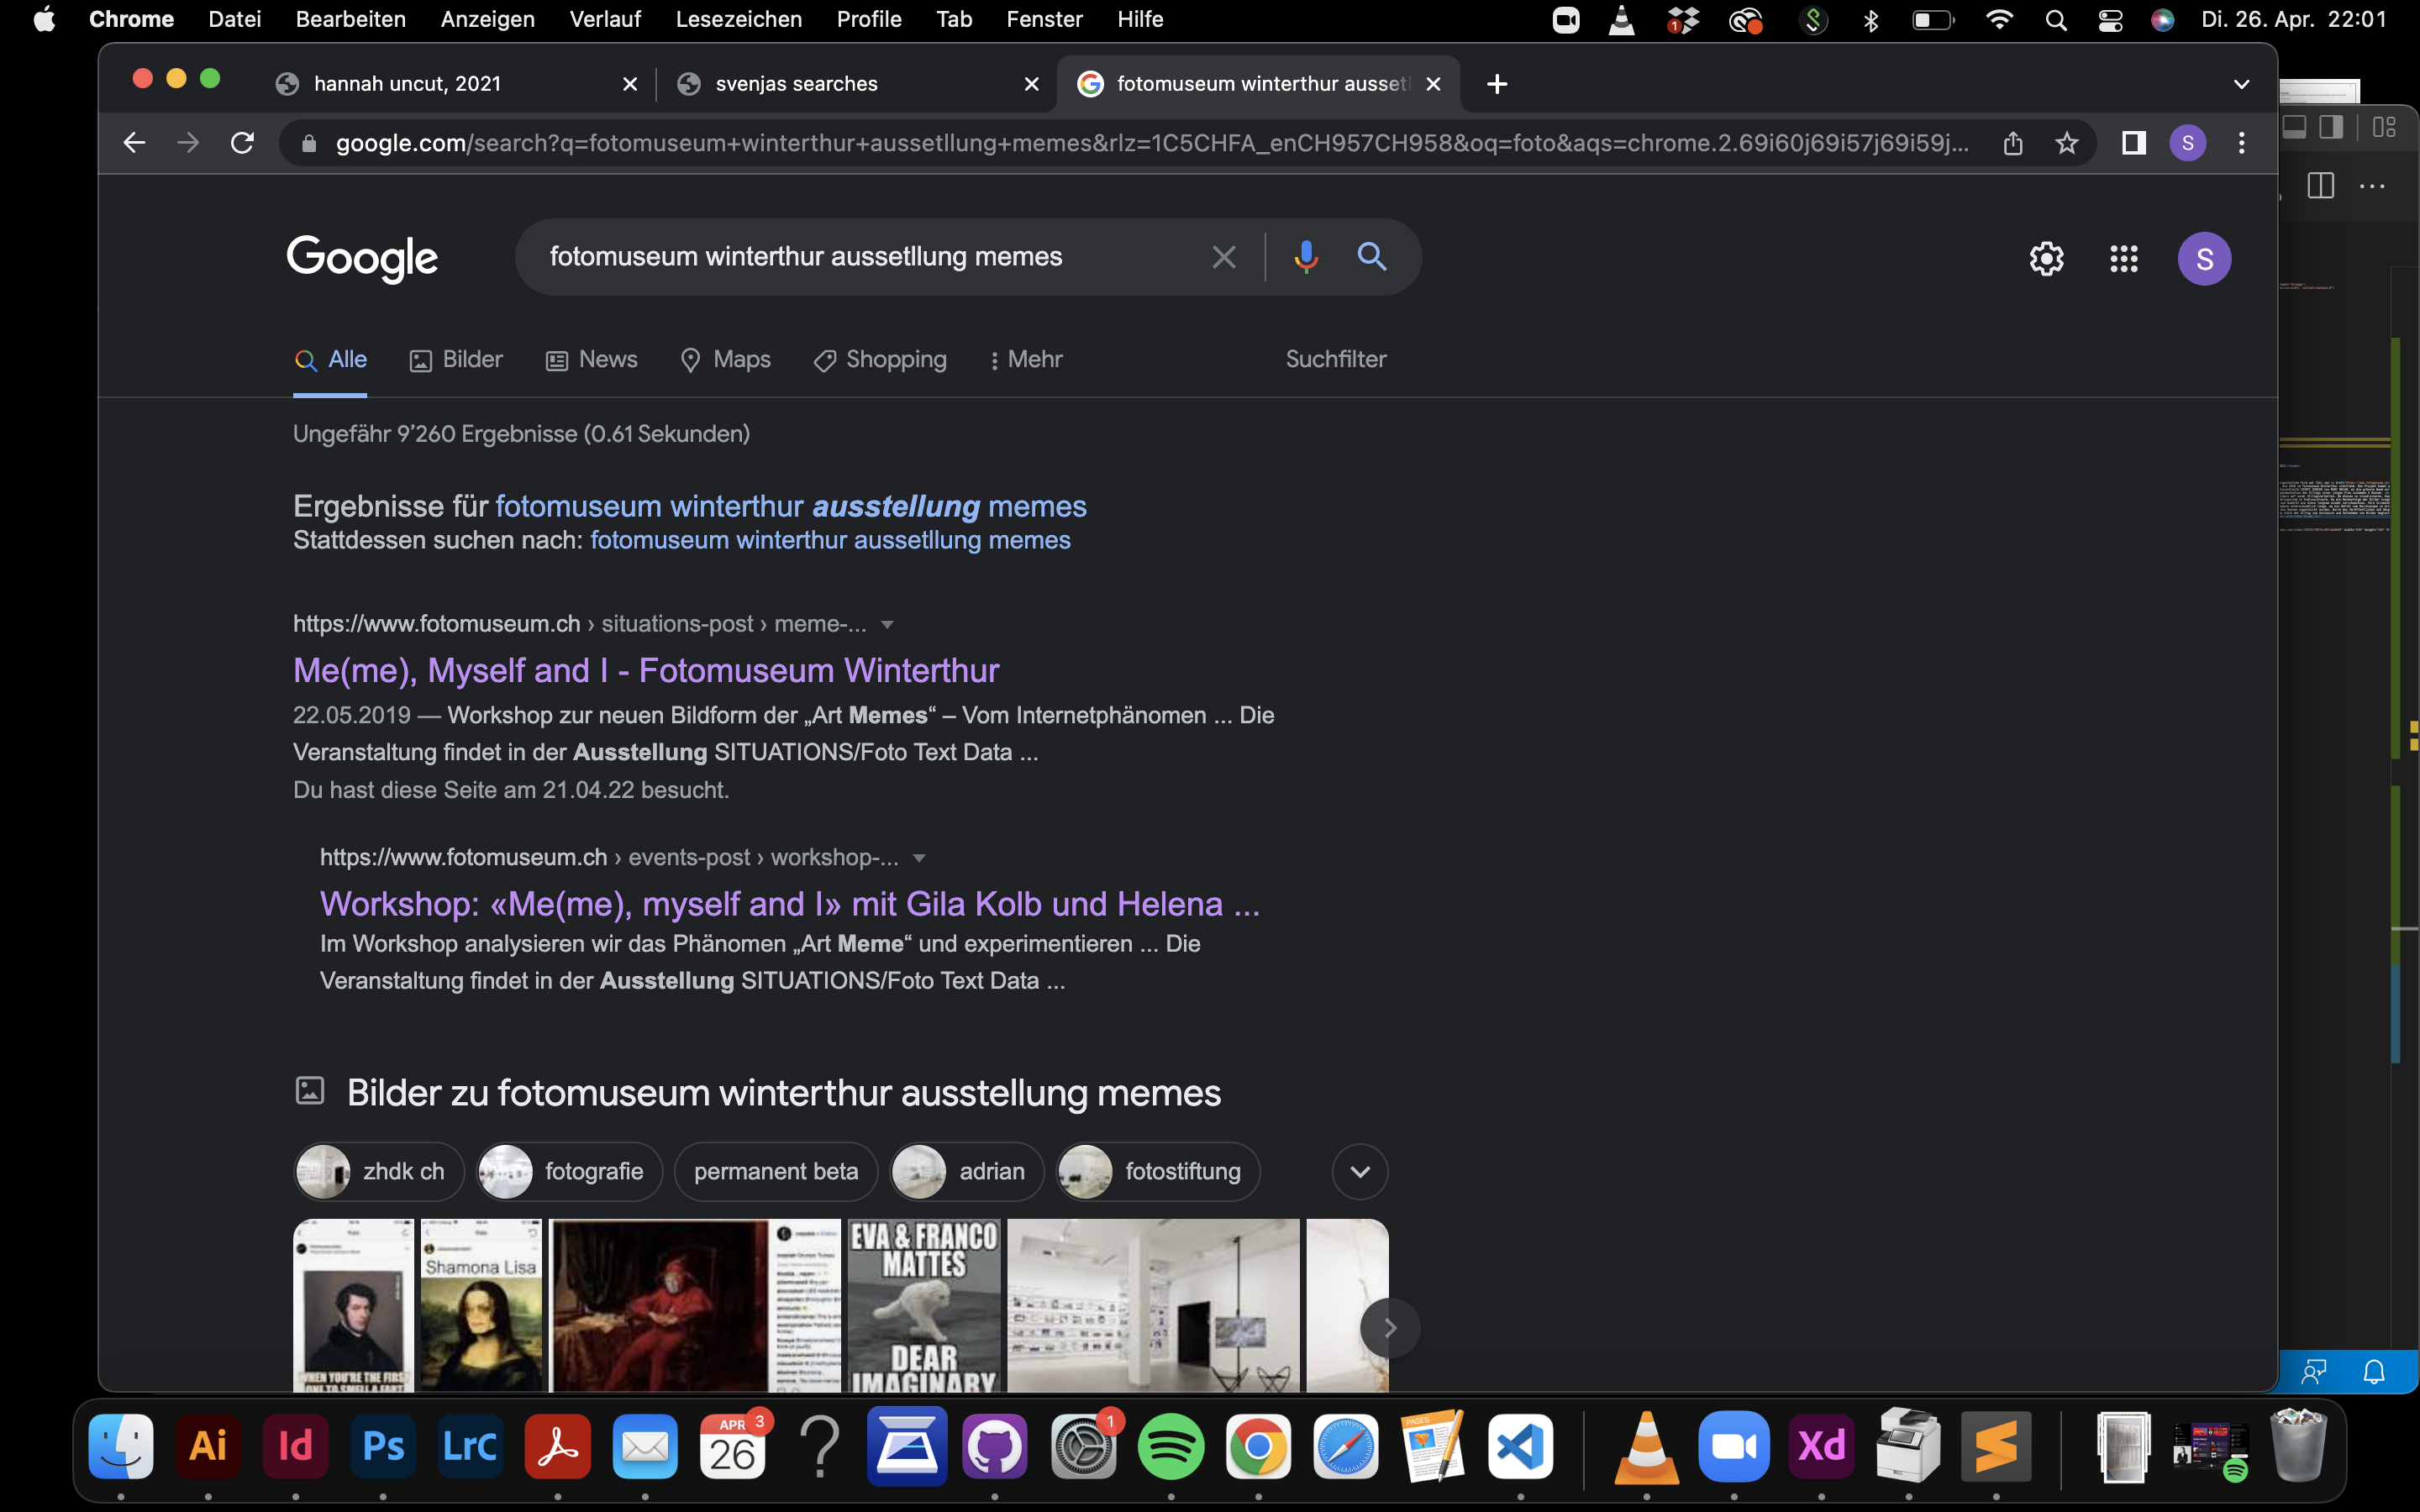 Chrome Datei Bearbeiten Anzeigen Verlauf Lesezeichen Profile Tab Fenster Hilfe 1 Di. 26. Apr. 22:01
hannah uncut, 2021 svenjas searches fotomuseum winterthur aussetl
google.com/search?q=fotomuseum+winterthur+aussetllung+memes&rlz=1C5CHFA_enCH957CH958&oq=foto&aqs=chrome.2.69i60j69i57j69i59j... S
Google fotomuseum winterthur aussetllung memes S
Alle Bilder News Maps Shopping Mehr Suchfilter
Ungefähr 9’260 Ergebnisse (0.61 Sekunden)
Ergebnisse für fotomuseum winterthur ausstellung memes
Stattdessen suchen nach: fotomuseum winterthur aussetllung memes
https://www.fotomuseum.ch › situations-post › meme-...
Me(me), Myself and I - Fotomuseum Winterthur
22.05.2019 — Workshop zur neuen Bildform der „Art Memes“ – Vom Internetphänomen ... Die
Veranstaltung findet in der Ausstellung SITUATIONS/Foto Text Data ...
Du hast diese Seite am 21.04.22 besucht.
https://www.fotomuseum.ch › events-post › workshop-...
Workshop: «Me(me), myself and I» mit Gila Kolb und Helena ...
Im Workshop analysieren wir das Phänomen „Art Meme“ und experimentieren ... Die
Veranstaltung findet in der Ausstellung SITUATIONS/Foto Text Data ...
Bilder zu fotomuseum winterthur ausstellung memes
zhdk ch fotografie permanent beta adrian fotostiftung
Shamona Lisa
EVA & FRANCO
MATTES
DEAR
IMAGINARY
WHEN YOU'RE THE FIRST
ONE TO SMELL A FART
Ai Id Ps LrC APR 3 26 1 PAGES Xd